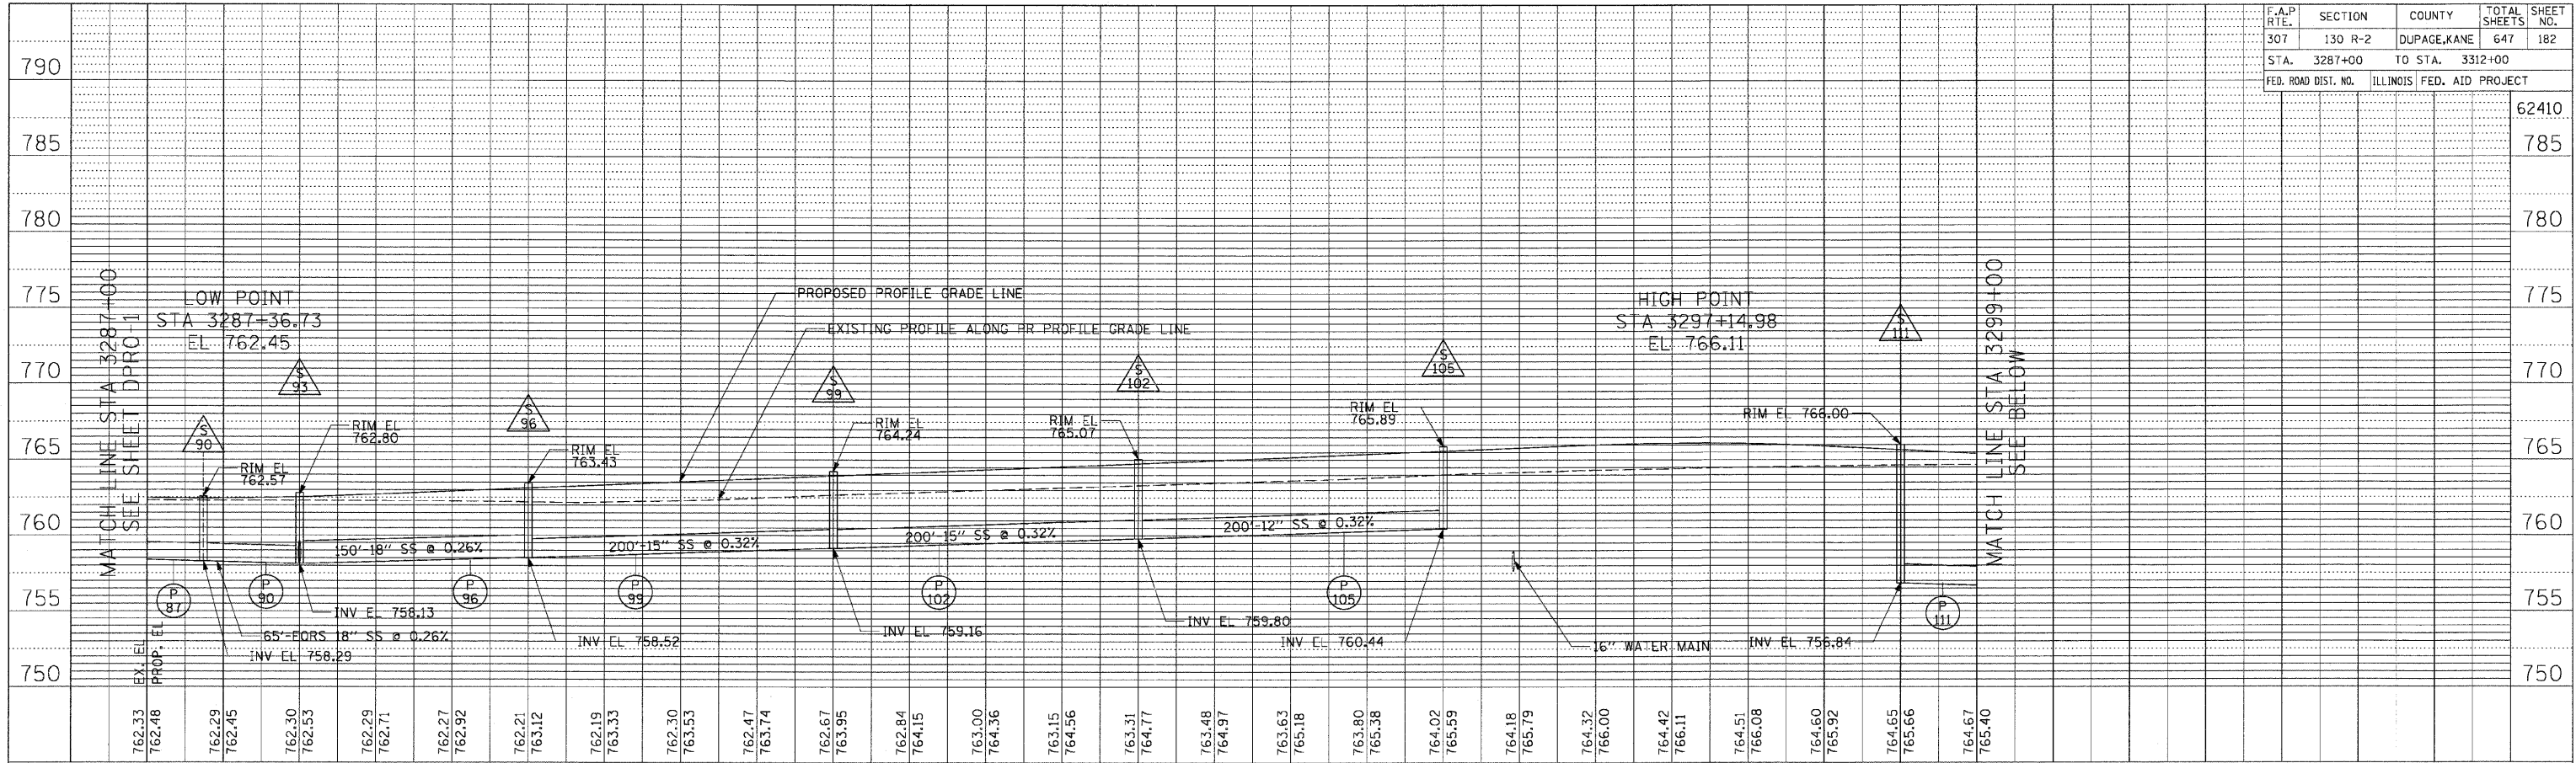 F.A.P RTE. SECTION COUNTY TOTAL SHEETS SHEET NO.
307 130 R-2 DUPAGE,KANE 647 182
STA. 3287+00 TO STA. 3312+00
FED. ROAD DIST. NO. ILLINOIS FED. AID PROJECT
62410
790
785 785
780 780
775 775
770 770
765 765
760 760
755 755
750 750
MATCH LINE STA 3287+00
SEE SHEET DPRO-1
LOW POINT
STA 3287+36.73
EL 762.45
PROPOSED PROFILE GRADE LINE
EXISTING PROFILE ALONG PR PROFILE GRADE LINE
HIGH POINT
STA 3297+14.98
EL 766.11
MATCH LINE STA 3299+00
SEE BELOW
S 90
S 93
S 96
S 99
S 102
S 105
S 111
RIM EL 762.57
RIM EL 762.80
RIM EL 763.43
RIM EL 764.24
RIM EL 765.07
RIM EL 765.89
RIM EL 766.00
150'-18" SS @ 0.26%
200'-15" SS @ 0.32%
200'-15" SS @ 0.32%
200'-12" SS @ 0.32%
P 87
P 90
P 96
P 99
P 102
P 105
P 111
INV EL 758.13
65'-EQRS 18" SS @ 0.26%
INV EL 758.29
INV EL 758.52
INV EL 759.16
INV EL 759.80
INV EL 760.44
16" WATER MAIN
INV EL 756.84
EX. EL
PROP. EL
762.33 762.48
762.29 762.45
762.30 762.53
762.29 762.71
762.27 762.92
762.21 763.12
762.19 763.33
762.30 763.53
762.47 763.74
762.67 763.95
762.84 764.15
763.00 764.36
763.15 764.56
763.31 764.77
763.48 764.97
763.63 765.18
763.80 765.38
764.02 765.59
764.18 765.79
764.32 766.00
764.42 766.11
764.51 766.08
764.60 765.92
764.65 765.66
764.67 765.40